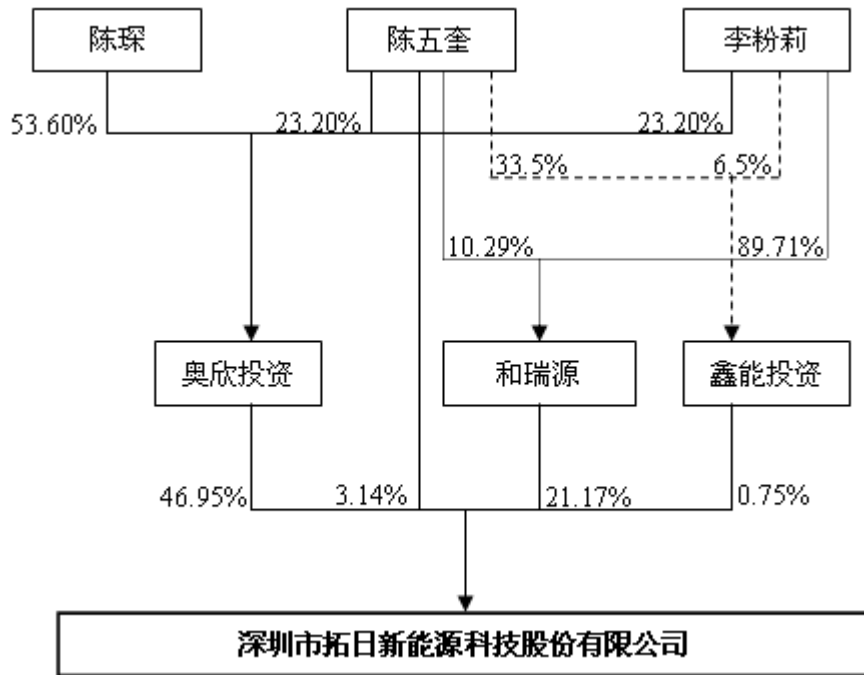 陈琛
陈五奎
李粉莉
53.60%
23.20%
23.20%
33.5%
6.5%
10.29%
89.71%
奥欣投资
和瑞源
鑫能投资
46.95%
3.14%
21.17%
0.75%
深圳市拓日新能源科技股份有限公司